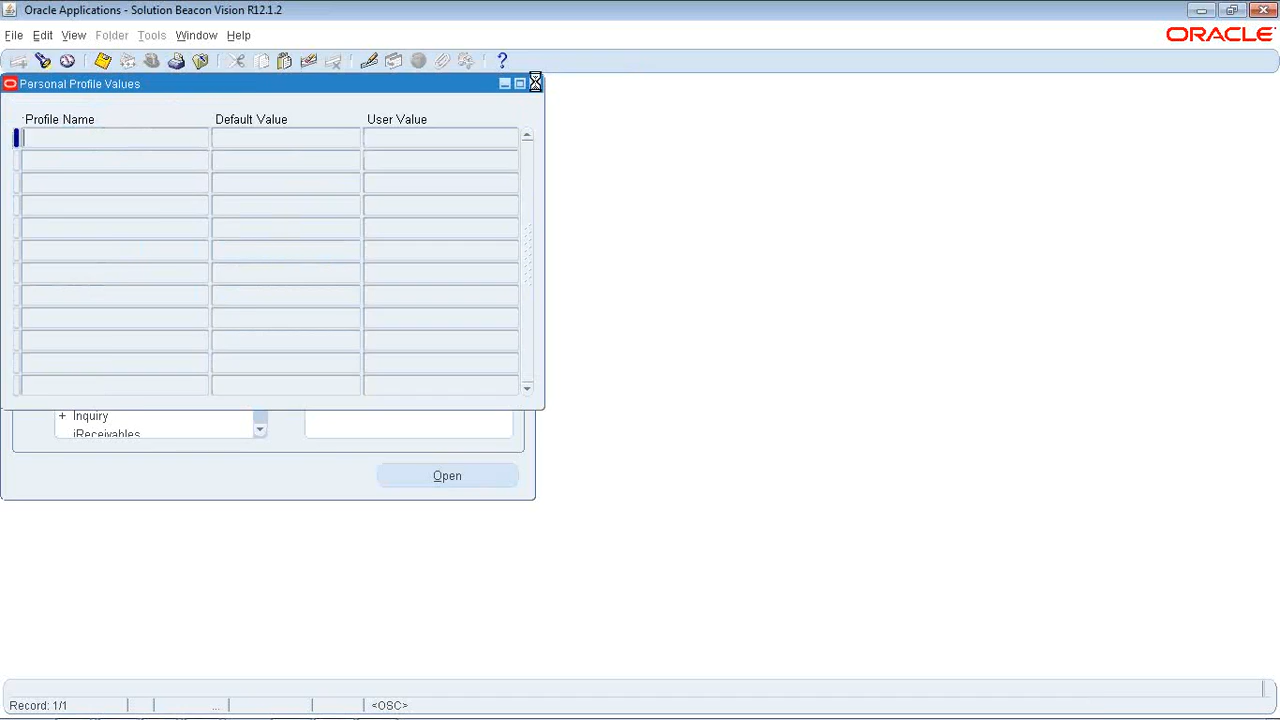 Oracle Applications - Solution Beacon Vision R12.1.2
File Edit View Folder Tools Window Help
ORACLE
Personal Profile Values
Profile Name Default Value User Value
+ Inquiry
iReceivables
Open
Record: 1/1 ... <OSC>